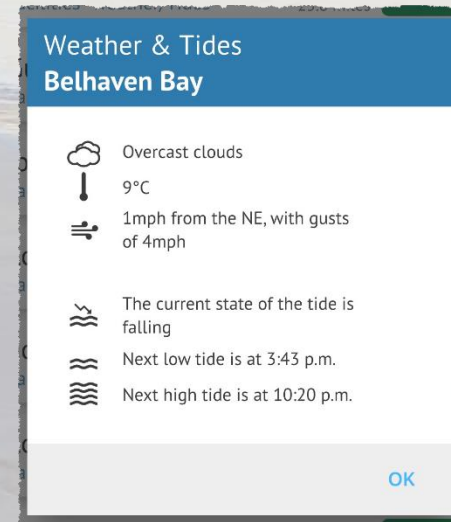 Weather & Tides
Belhaven Bay
Overcast clouds
9°C
1mph from the NE, with gusts
of 4mph
The current state of the tide is
falling
Next low tide is at 3:43 p.m.
Next high tide is at 10:20 p.m.
OK